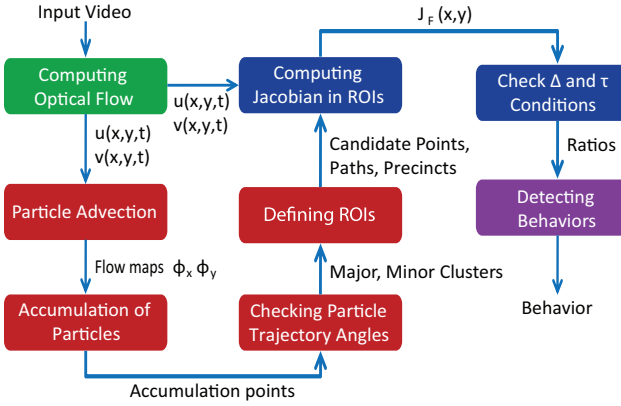 Input Video
J F (x,y)
Computing
Optical Flow
u(x,y,t)
v(x,y,t)
Computing
Jacobian in ROIs
Check Δ and τ
Conditions
u(x,y,t)
v(x,y,t)
Candidate Points,
Paths, Precincts
Ratios
Particle Advection
Defining ROIs
Detecting
Behaviors
Flow maps ϕx ϕy
Major, Minor Clusters
Behavior
Accumulation of
Particles
Checking Particle
Trajectory Angles
Accumulation points